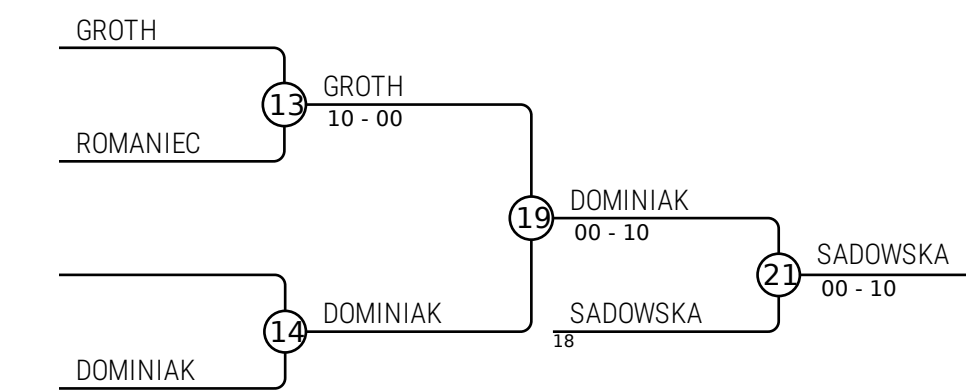 GROTH
13
GROTH
10 - 00
ROMANIEC
19
DOMINIAK
00 - 10
21
SADOWSKA
00 - 10
14
DOMINIAK
SADOWSKA
18
DOMINIAK